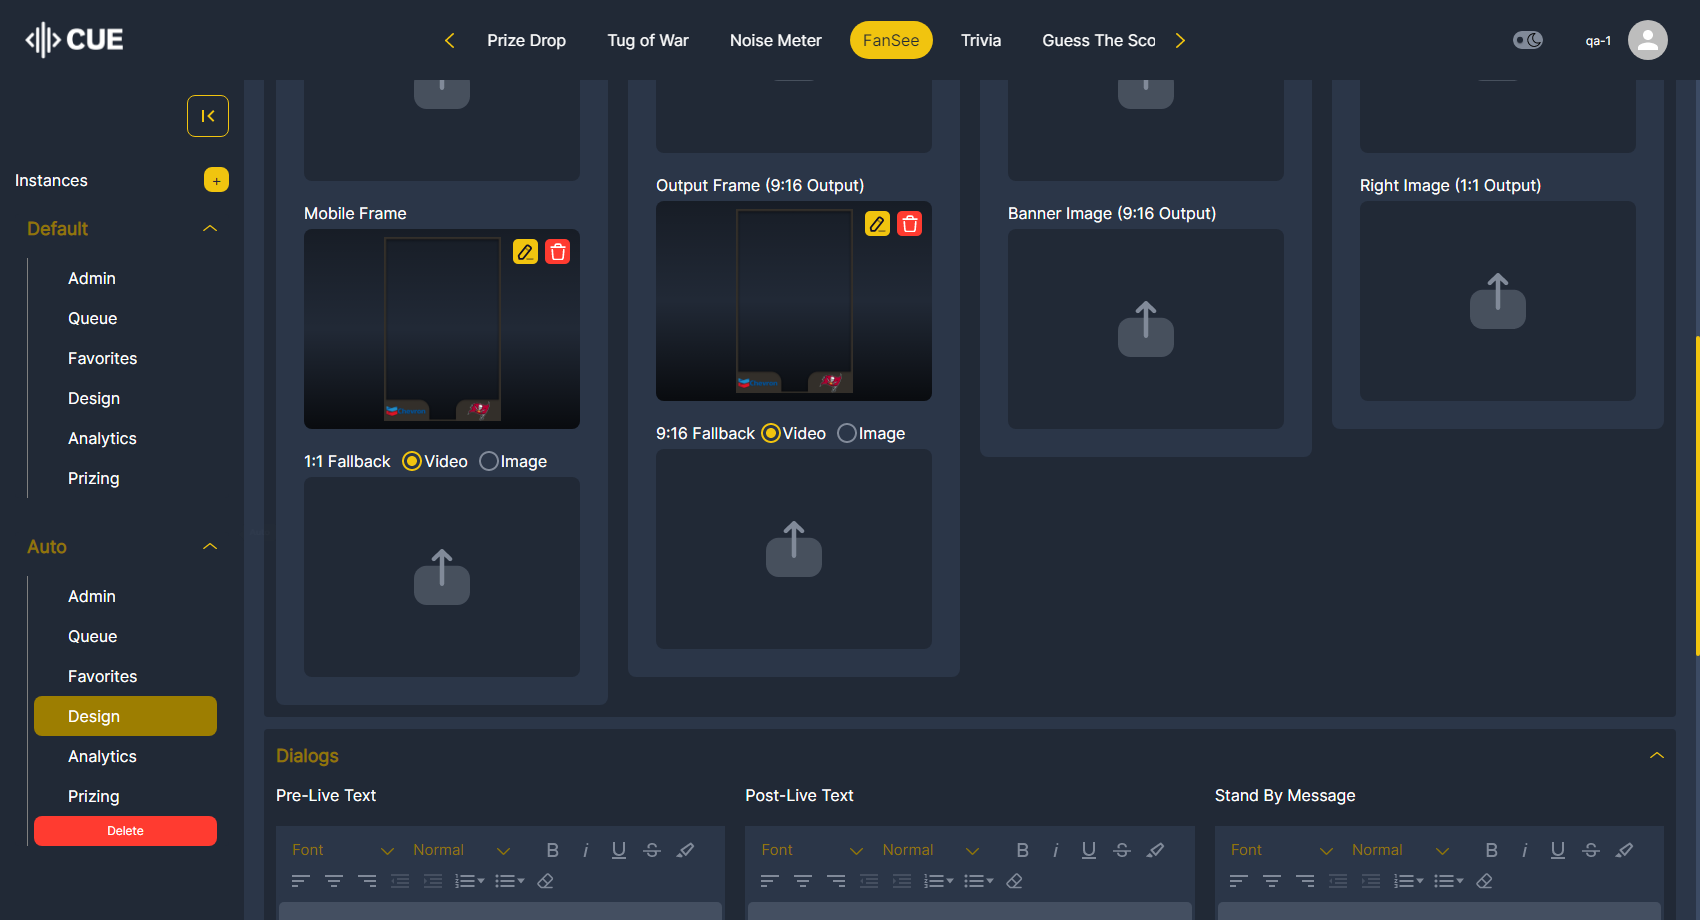 CUE
Prize Drop
Tug of War
Noise Meter
FanSee
Trivia
Guess The Sco
qa-1
Instances
+
Default
Admin
Queue
Favorites
Design
Analytics
Prizing
Auto
Admin
Queue
Favorites
Design
Analytics
Prizing
Delete
Mobile Frame
1:1 Fallback Video Image
Output Frame (9:16 Output)
9:16 Fallback Video Image
Banner Image (9:16 Output)
Right Image (1:1 Output)
Dialogs
Pre-Live Text
Font Normal B i U S
Post-Live Text
Font Normal B i U S
Stand By Message
Font Normal B i U S